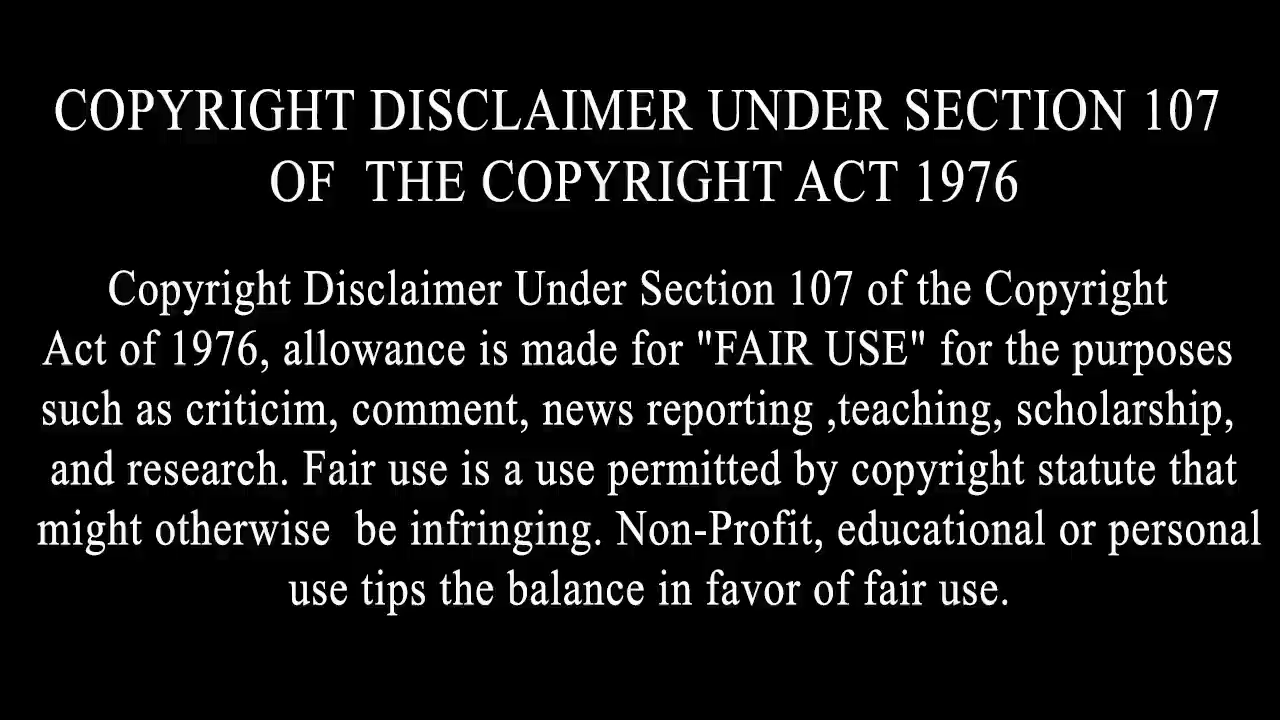 COPYRIGHT DISCLAIMER UNDER SECTION 107
OF THE COPYRIGHT ACT 1976
Copyright Disclaimer Under Section 107 of the Copyright
Act of 1976, allowance is made for "FAIR USE" for the purposes
such as criticim, comment, news reporting ,teaching, scholarship,
and research. Fair use is a use permitted by copyright statute that
might otherwise be infringing. Non-Profit, educational or personal
use tips the balance in favor of fair use.